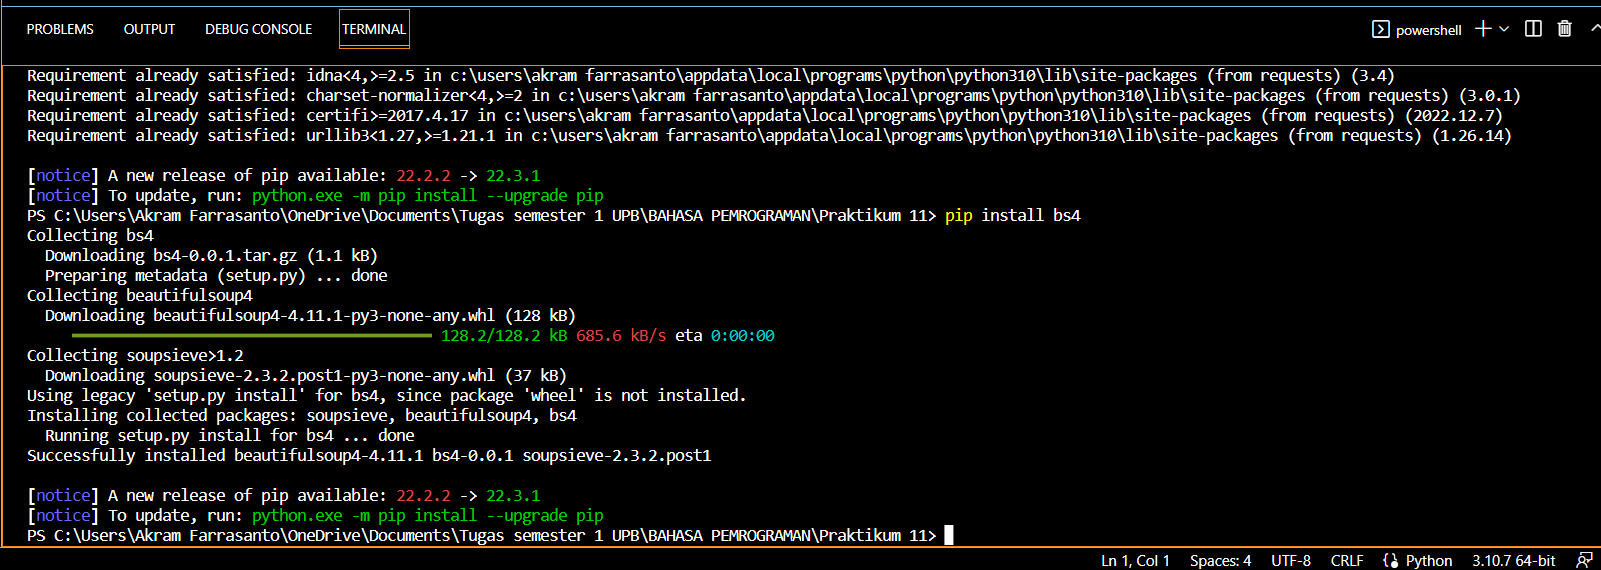 PROBLEMS OUTPUT DEBUG CONSOLE TERMINAL powershell
Requirement already satisfied: idna<4,>=2.5 in c:\users\akram farrasanto\appdata\local\programs\python\python310\lib\site-packages (from requests) (3.4)
Requirement already satisfied: charset-normalizer<4,>=2 in c:\users\akram farrasanto\appdata\local\programs\python\python310\lib\site-packages (from requests) (3.0.1)
Requirement already satisfied: certifi>=2017.4.17 in c:\users\akram farrasanto\appdata\local\programs\python\python310\lib\site-packages (from requests) (2022.12.7)
Requirement already satisfied: urllib3<1.27,>=1.21.1 in c:\users\akram farrasanto\appdata\local\programs\python\python310\lib\site-packages (from requests) (1.26.14)
[notice] A new release of pip available: 22.2.2 -> 22.3.1
[notice] To update, run: python.exe -m pip install --upgrade pip
PS C:\Users\Akram Farrasanto\OneDrive\Documents\Tugas semester 1 UPB\BAHASA PEMROGRAMAN\Praktikum 11> pip install bs4
Collecting bs4
Downloading bs4-0.0.1.tar.gz (1.1 kB)
Preparing metadata (setup.py) ... done
Collecting beautifulsoup4
Downloading beautifulsoup4-4.11.1-py3-none-any.whl (128 kB)
128.2/128.2 kB 685.6 kB/s eta 0:00:00
Collecting soupsieve>1.2
Downloading soupsieve-2.3.2.post1-py3-none-any.whl (37 kB)
Using legacy 'setup.py install' for bs4, since package 'wheel' is not installed.
Installing collected packages: soupsieve, beautifulsoup4, bs4
Running setup.py install for bs4 ... done
Successfully installed beautifulsoup4-4.11.1 bs4-0.0.1 soupsieve-2.3.2.post1
[notice] A new release of pip available: 22.2.2 -> 22.3.1
[notice] To update, run: python.exe -m pip install --upgrade pip
PS C:\Users\Akram Farrasanto\OneDrive\Documents\Tugas semester 1 UPB\BAHASA PEMROGRAMAN\Praktikum 11>
Ln 1, Col 1 Spaces: 4 UTF-8 CRLF Python 3.10.7 64-bit